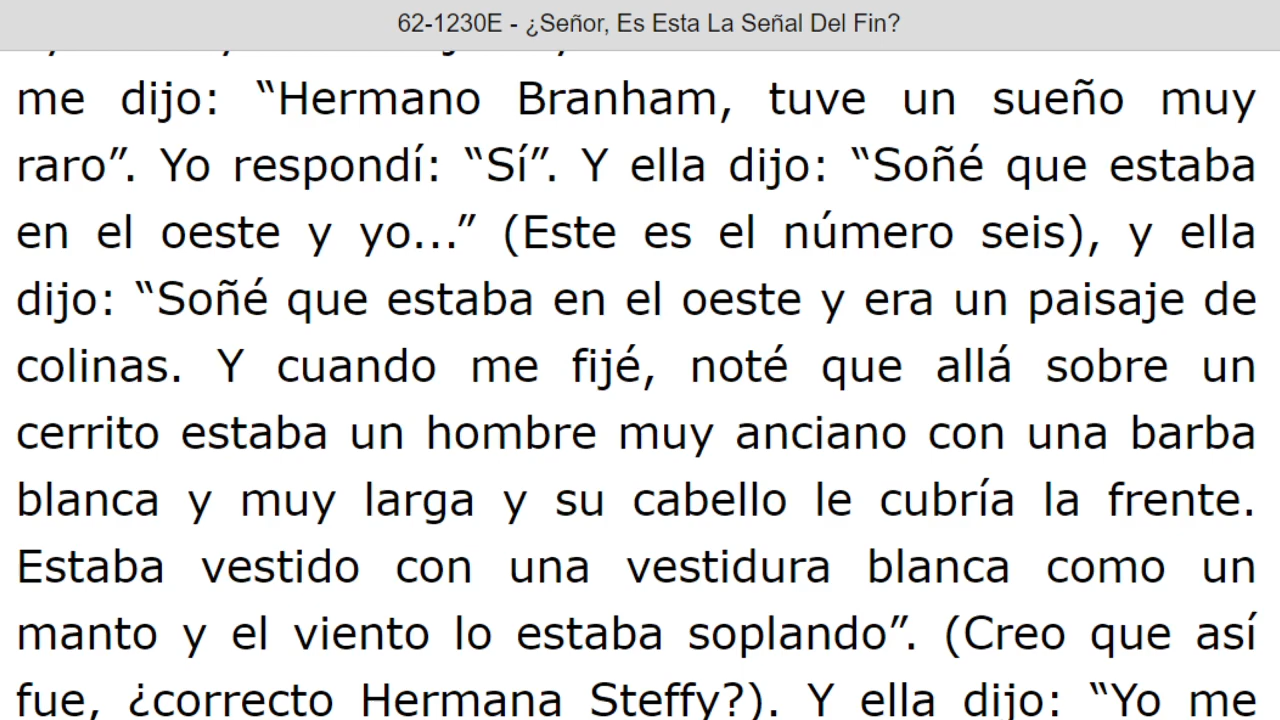 62-1230E - ¿Señor, Es Esta La Señal Del Fin?
me dijo: “Hermano Branham, tuve un sueño muy
raro”. Yo respondí: “Sí”. Y ella dijo: “Soñé que estaba
en el oeste y yo...” (Este es el número seis), y ella
dijo: “Soñé que estaba en el oeste y era un paisaje de
colinas. Y cuando me fijé, noté que allá sobre un
cerrito estaba un hombre muy anciano con una barba
blanca y muy larga y su cabello le cubría la frente.
Estaba vestido con una vestidura blanca como un
manto y el viento lo estaba soplando”. (Creo que así
fue, ¿correcto Hermana Steffy?). Y ella dijo: “Yo me